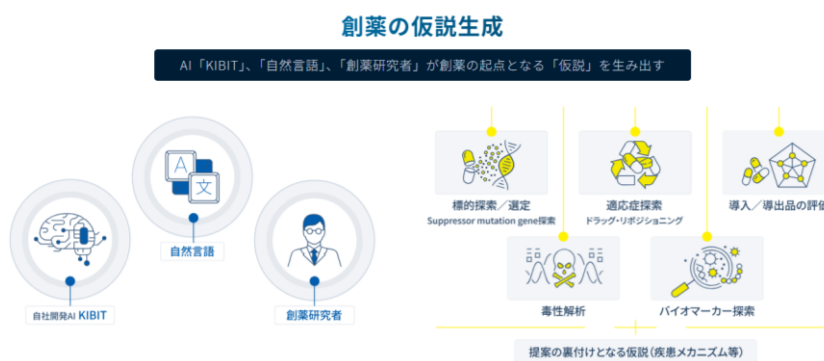 創薬の仮説生成
AI「KIBIT」、「自然言語」、「創薬研究者」が創薬の起点となる「仮説」を生み出す
A
文
自然言語
自社開発AI KIBIT
創薬研究者
標的探索／選定
Suppressor mutation gene探索
適応症探索
ドラッグ・リポジショニング
導入／導出品の評価
毒性解析
バイオマーカー探索
提案の裏付けとなる仮説（疾患メカニズム等）